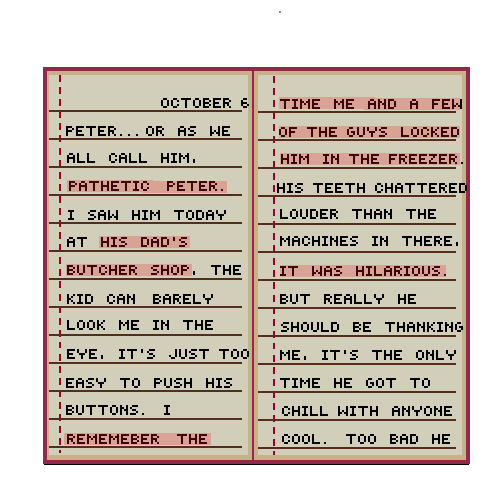 OCTOBER 6
PETER...OR AS WE
ALL CALL HIM.
PATHETIC PETER.
I SAW HIM TODAY
AT HIS DAD'S
BUTCHER SHOP. THE
KID CAN BARELY
LOOK ME IN THE
EYE. IT'S JUST TOO
EASY TO PUSH HIS
BUTTONS. I
REMEMEBER THE
TIME ME AND A FEW
OF THE GUYS LOCKED
HIM IN THE FREEZER.
HIS TEETH CHATTERED
LOUDER THAN THE
MACHINES IN THERE.
IT WAS HILARIOUS.
BUT REALLY HE
SHOULD BE THANKING
ME. IT'S THE ONLY
TIME HE GOT TO
CHILL WITH ANYONE
COOL. TOO BAD HE